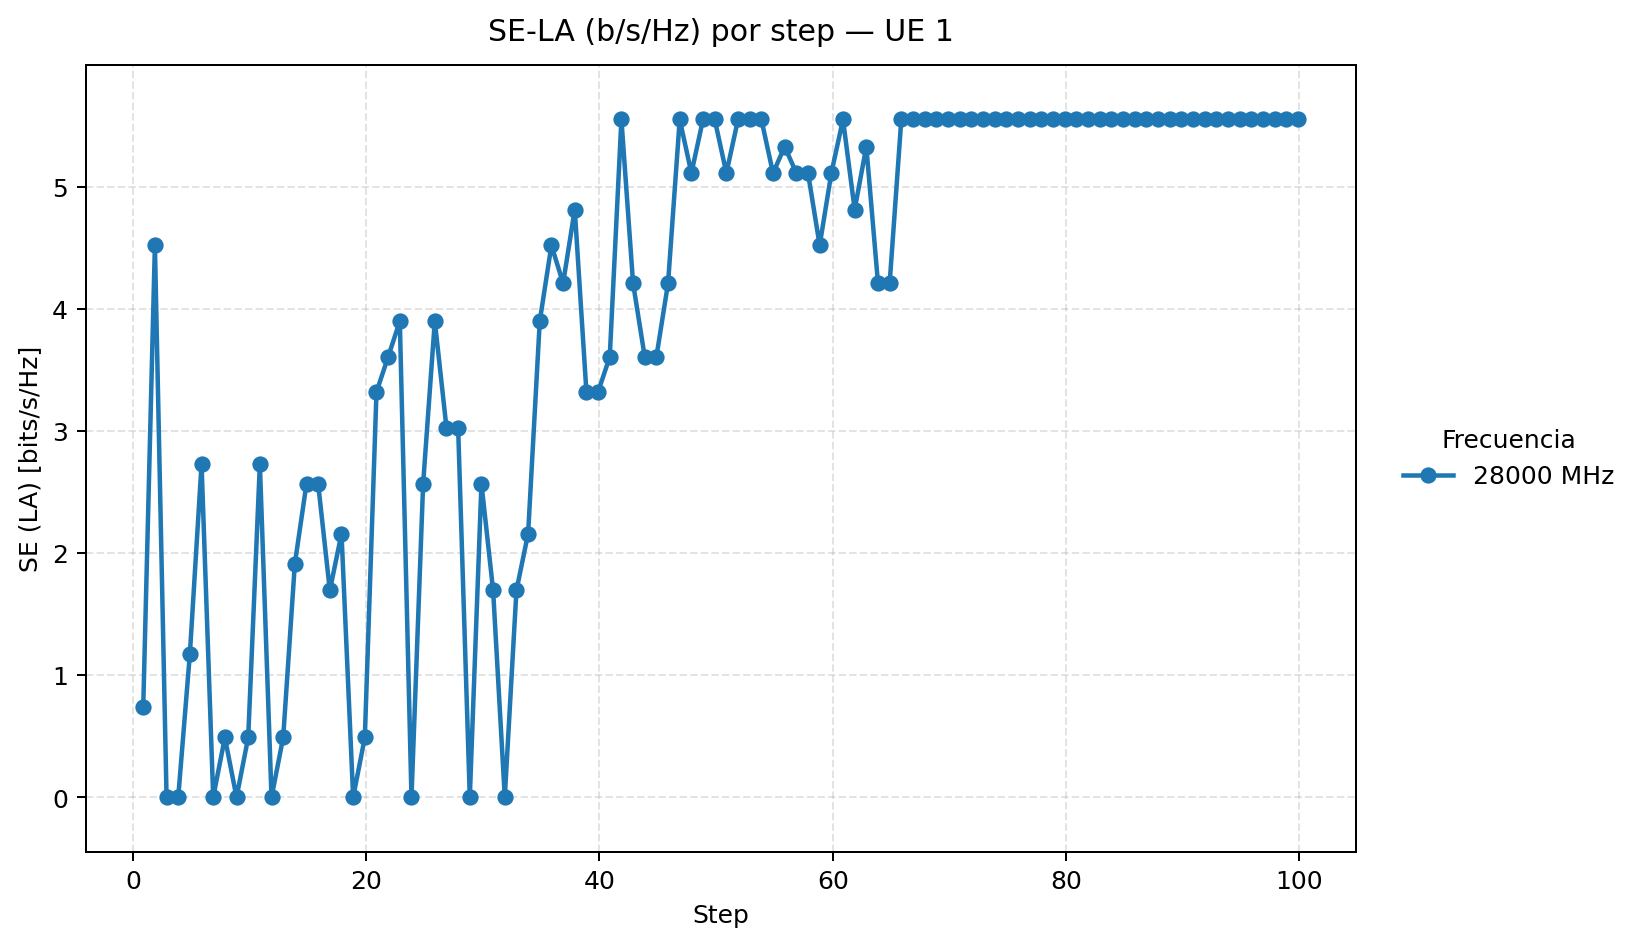 SE-LA (b/s/Hz) por step — UE 1
SE (LA) [bits/s/Hz]
5
4
3
2
1
0
0 20 40 60 80 100
Step
Frecuencia
28000 MHz